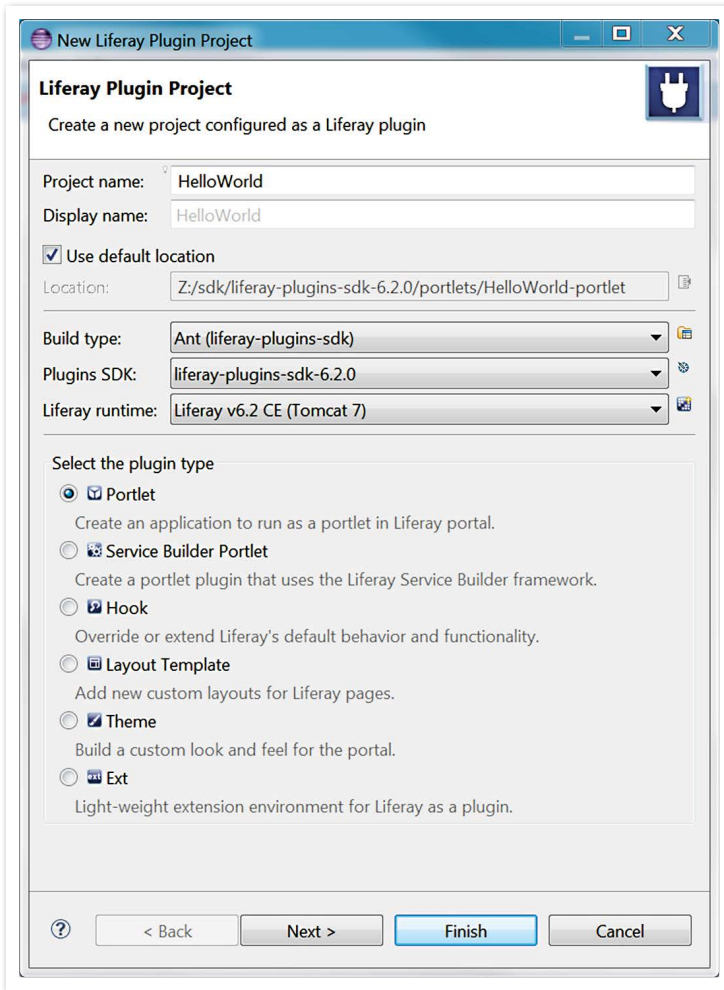 New Liferay Plugin Project
Liferay Plugin Project
Create a new project configured as a Liferay plugin
Project name: HelloWorld
Display name: HelloWorld
Use default location
Location: Z:/sdk/liferay-plugins-sdk-6.2.0/portlets/HelloWorld-portlet
Build type: Ant (liferay-plugins-sdk)
Plugins SDK: liferay-plugins-sdk-6.2.0
Liferay runtime: Liferay v6.2 CE (Tomcat 7)
Select the plugin type
Portlet
Create an application to run as a portlet in Liferay portal.
Service Builder Portlet
Create a portlet plugin that uses the Liferay Service Builder framework.
Hook
Override or extend Liferay's default behavior and functionality.
Layout Template
Add new custom layouts for Liferay pages.
Theme
Build a custom look and feel for the portal.
ext Ext
Light-weight extension environment for Liferay as a plugin.
? < Back Next > Finish Cancel